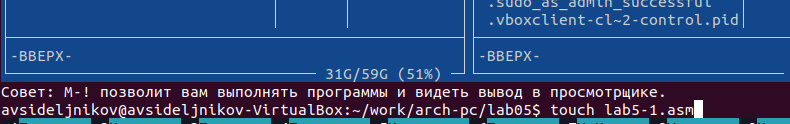 .sudo_as_admin_successful
.vboxclient-cl~2-control.pid
-ВВЕРХ-
-ВВЕРХ-
31G/59G (51%)
Совет: M-! позволит вам выполнять программы и видеть вывод в просмотрщике.
avsideljnikov@avsideljnikov-VirtualBox:~/work/arch-pc/lab05$ touch lab5-1.asm